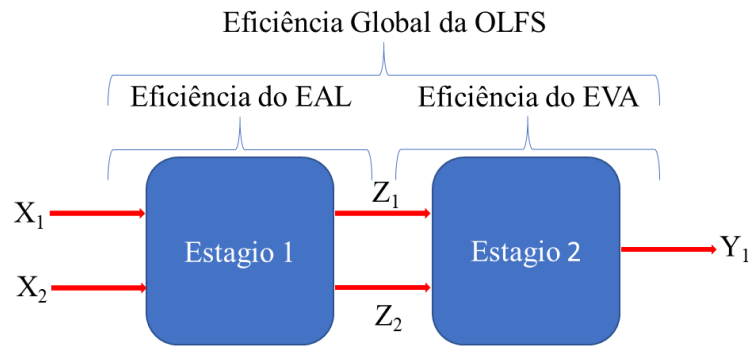 Eficiência Global da OLFS
Eficiência do EAL
Eficiência do EVA
X1
Z1
Estagio 1
Estagio 2
Y1
X2
Z2